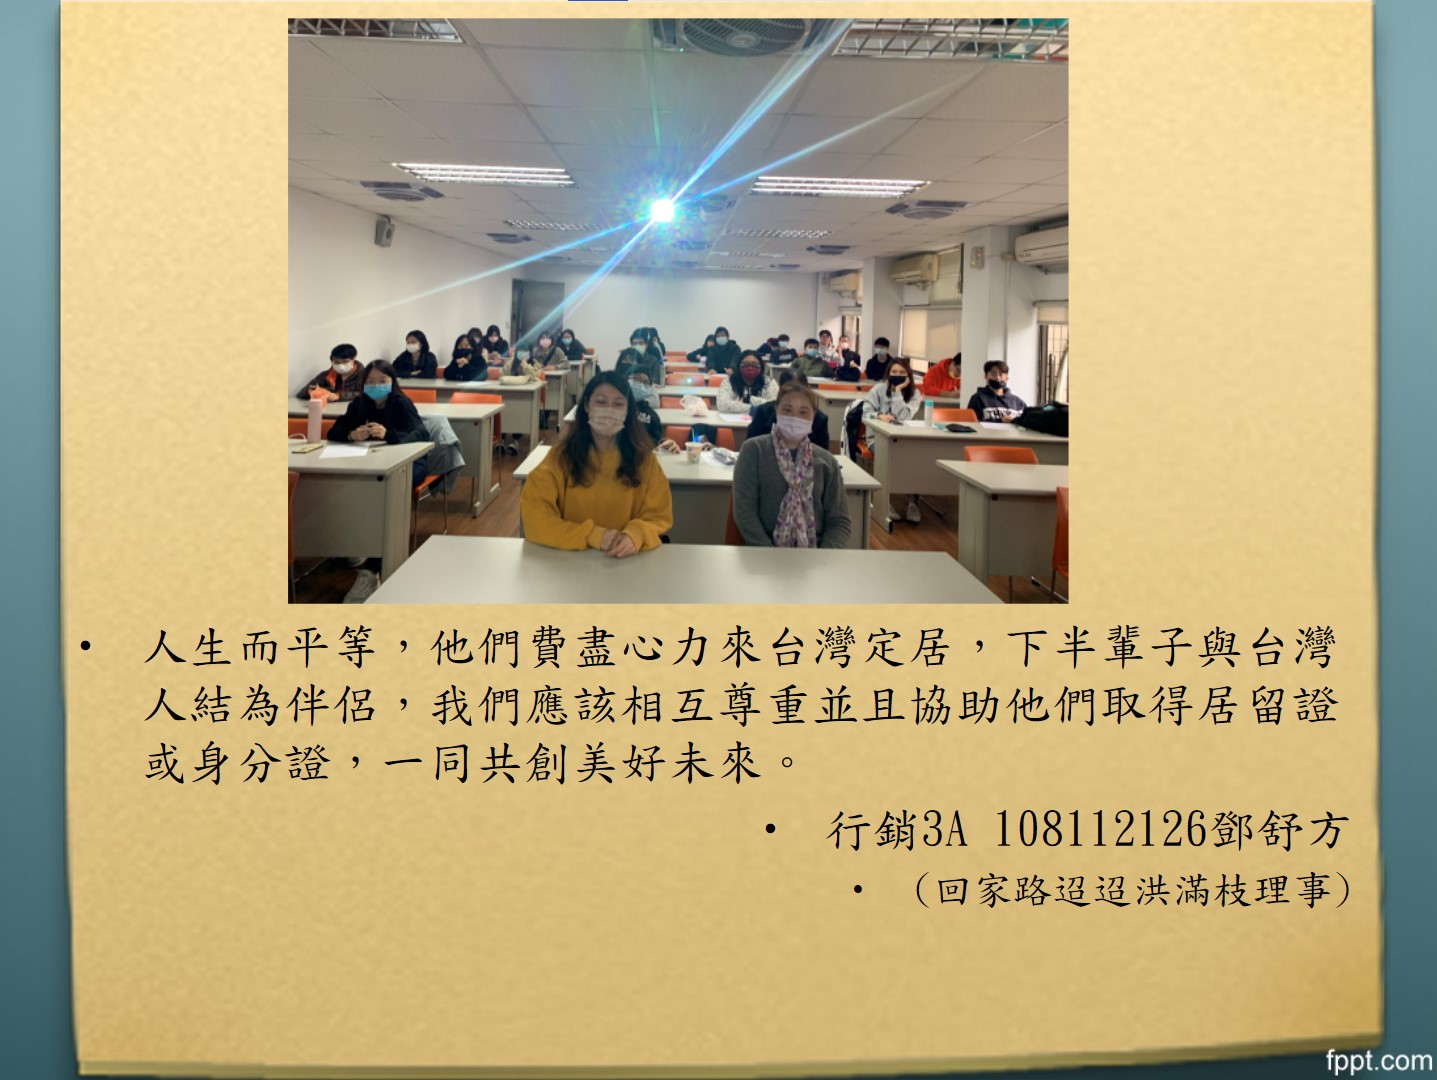 • 人生而平等，他們費盡心力來台灣定居，下半輩子與台灣
人結為伴侶，我們應該相互尊重並且協助他們取得居留證
或身分證，一同共創美好未來。
• 行銷3A 108112126鄧舒方
• （回家路迢迢洪滿枝理事）
fppt.com